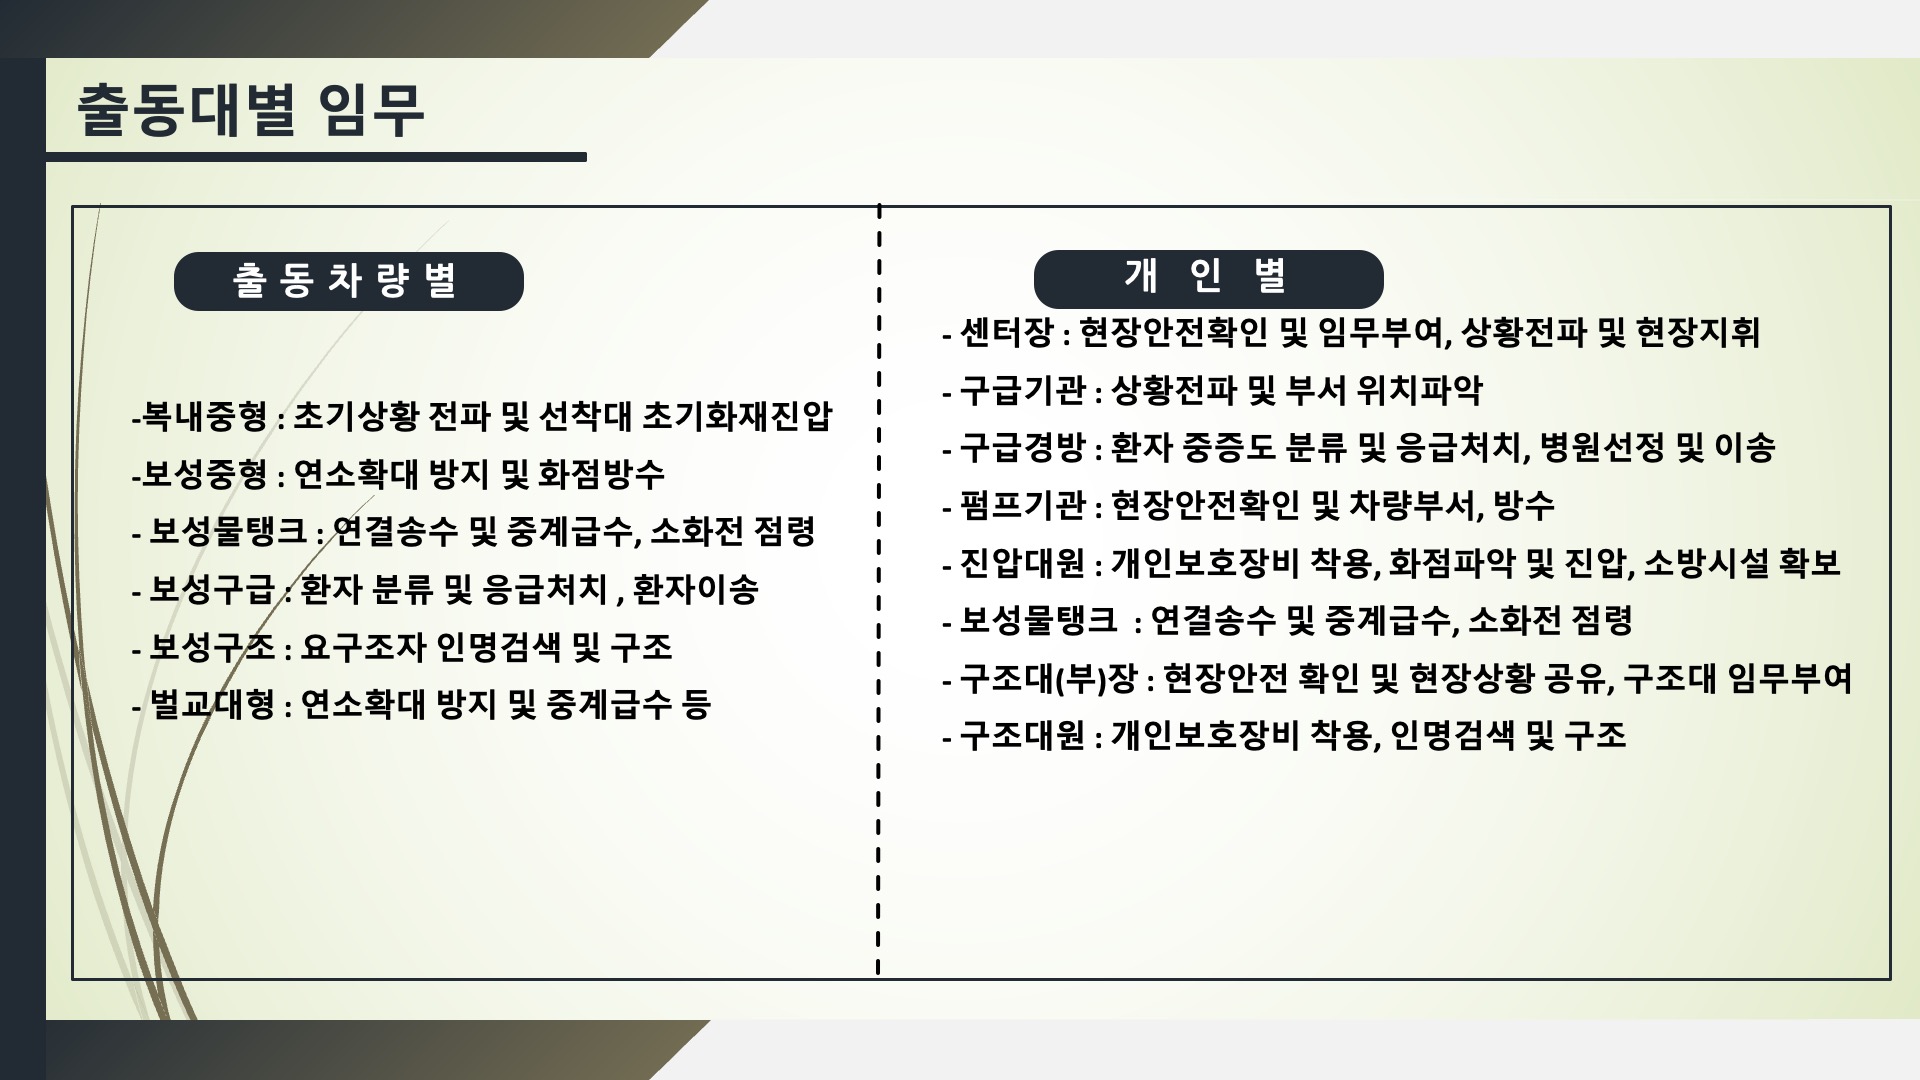 출동대별 임무
출 동 차 량 별
-복내중형 : 초기상황 전파 및 선착대 초기화재진압
-보성중형 : 연소확대 방지 및 화점방수
- 보성물탱크 : 연결송수 및 중계급수, 소화전 점령
- 보성구급 : 환자 분류 및 응급처치 , 환자이송
- 보성구조 : 요구조자 인명검색 및 구조
- 벌교대형 : 연소확대 방지 및 중계급수 등
개 인 별
- 센터장 : 현장안전확인 및 임무부여, 상황전파 및 현장지휘
- 구급기관 : 상황전파 및 부서 위치파악
- 구급경방 : 환자 중증도 분류 및 응급처치, 병원선정 및 이송
- 펌프기관 : 현장안전확인 및 차량부서, 방수
- 진압대원 : 개인보호장비 착용, 화점파악 및 진압, 소방시설 확보
- 보성물탱크 : 연결송수 및 중계급수, 소화전 점령
- 구조대(부)장 : 현장안전 확인 및 현장상황 공유, 구조대 임무부여
- 구조대원 : 개인보호장비 착용, 인명검색 및 구조